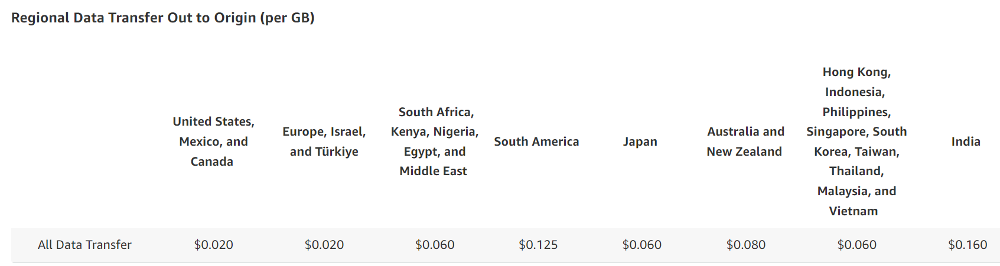 Regional Data Transfer Out to Origin (per GB)
United States,
Mexico, and
Canada
Europe, Israel,
and Türkiye
South Africa,
Kenya, Nigeria,
Egypt, and
Middle East
South America
Japan
Australia and
New Zealand
Hong Kong,
Indonesia,
Philippines,
Singapore, South
Korea, Taiwan,
Thailand,
Malaysia, and
Vietnam
India
All Data Transfer $0.020 $0.020 $0.060 $0.125 $0.060 $0.080 $0.060 $0.160